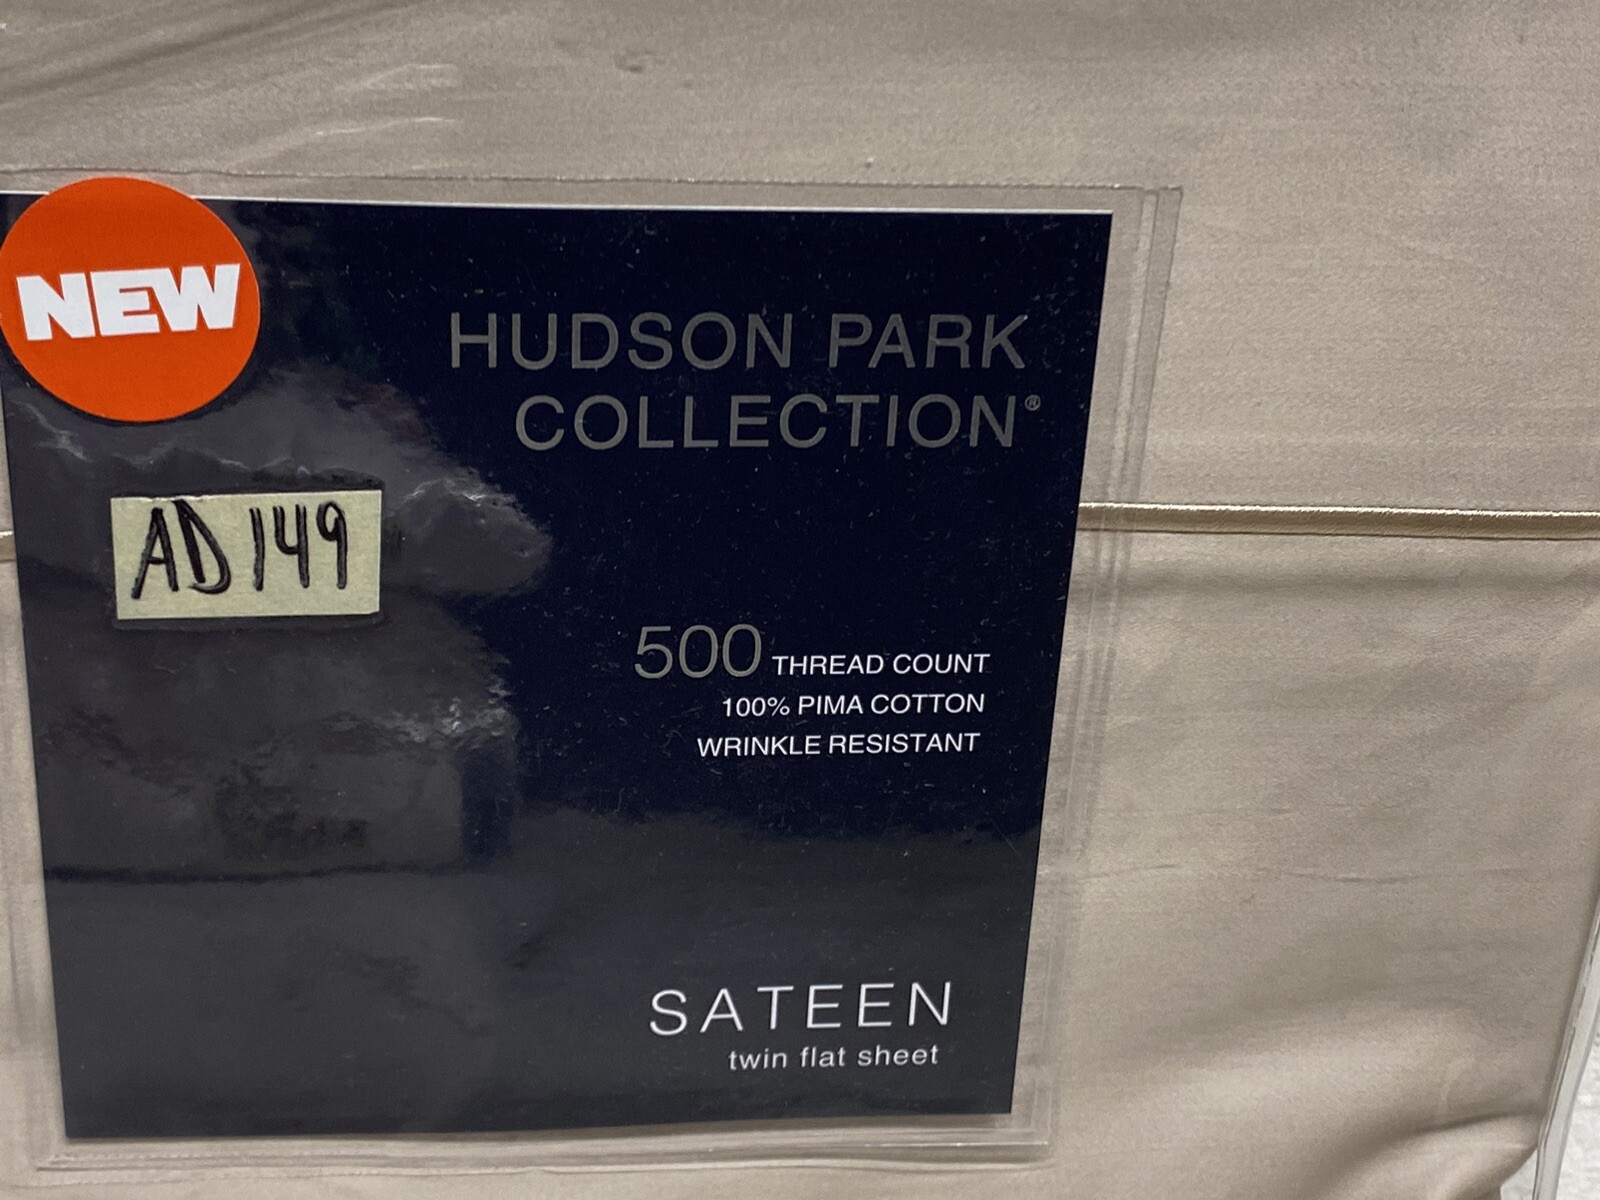 NEW
HUDSON PARK
COLLECTION®
AD149
500 THREAD COUNT
100% PIMA COTTON
WRINKLE RESISTANT
SATEEN
twin flat sheet